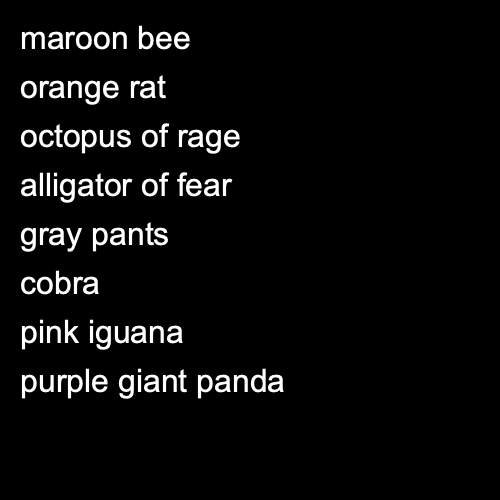 maroon bee
orange rat
octopus of rage
alligator of fear
gray pants
cobra
pink iguana
purple giant panda